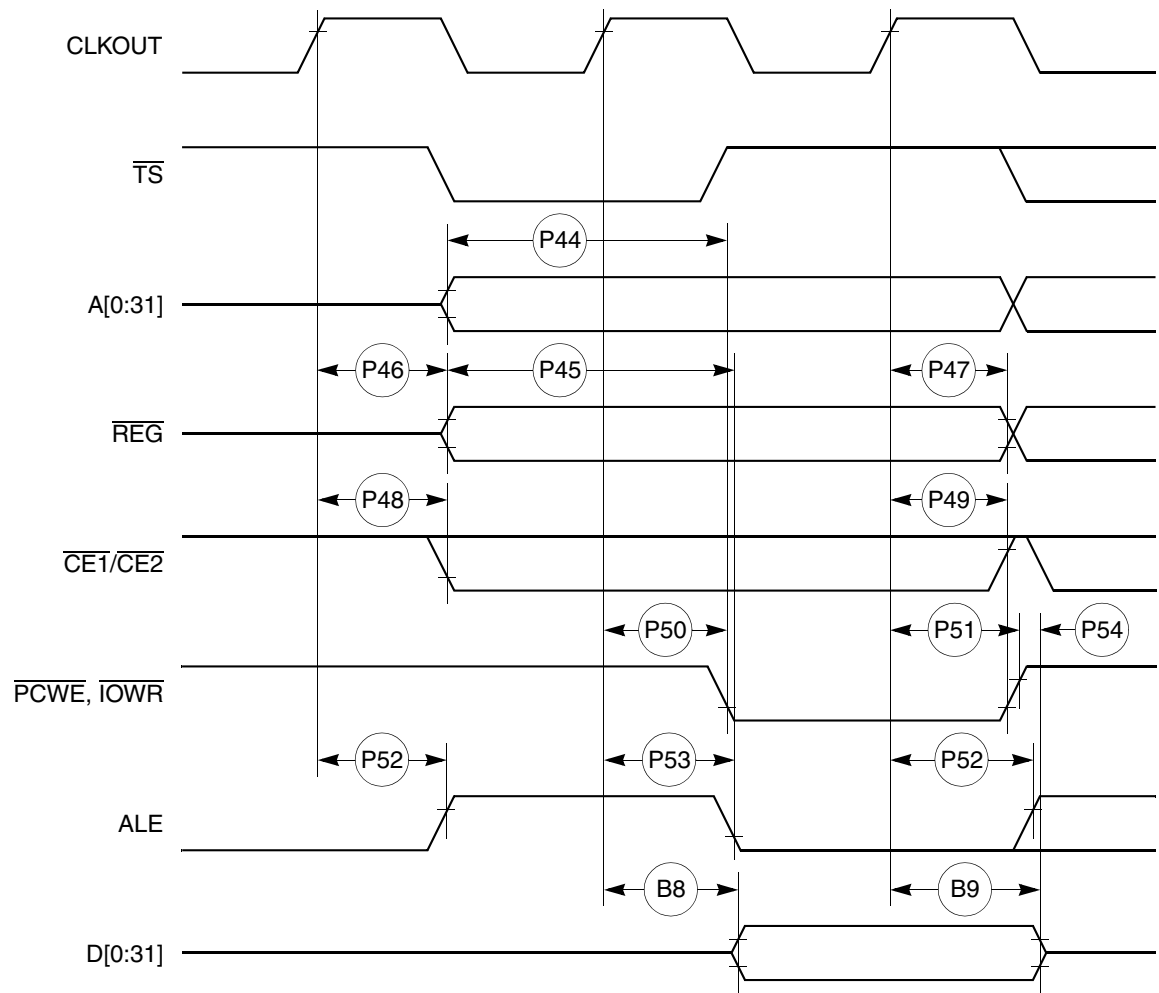 CLKOUT
TS
P44
A[0:31]
P46 P45 P47
REG
P48 P49
CE1/CE2
P50 P51 P54
PCWE, IOWR
P52 P53 P52
ALE
B8 B9
D[0:31]